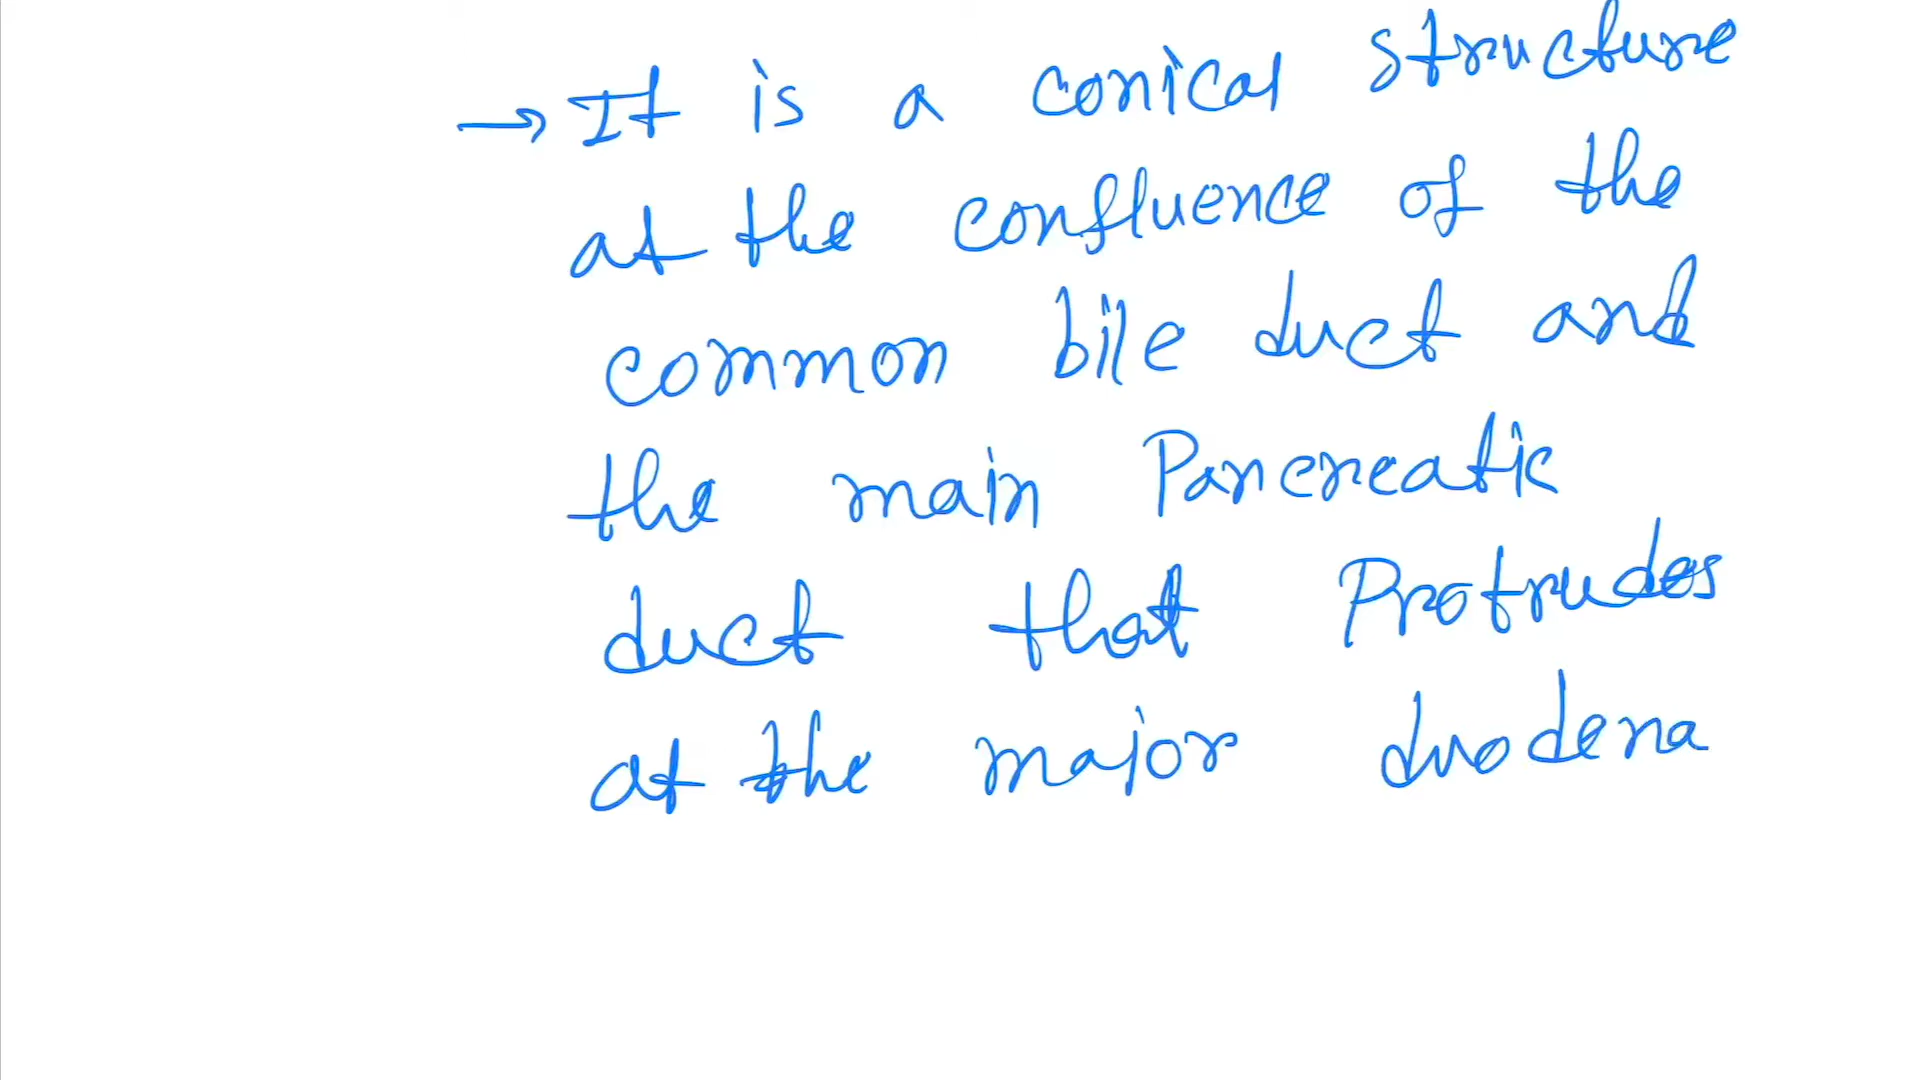 → It is a conical structure
at the confluence of the
common bile duct and
the main Pancreatic
duct that Protrudes
at the major duodena